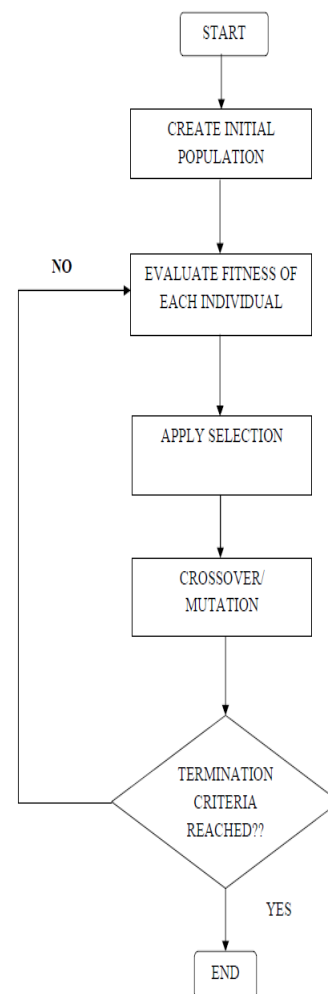 START
CREATE INITIAL
POPULATION
NO
EVALUATE FITNESS OF
EACH INDIVIDUAL
APPLY SELECTION
CROSSOVER/
MUTATION
TERMINATION
CRITERIA
REACHED??
YES
END